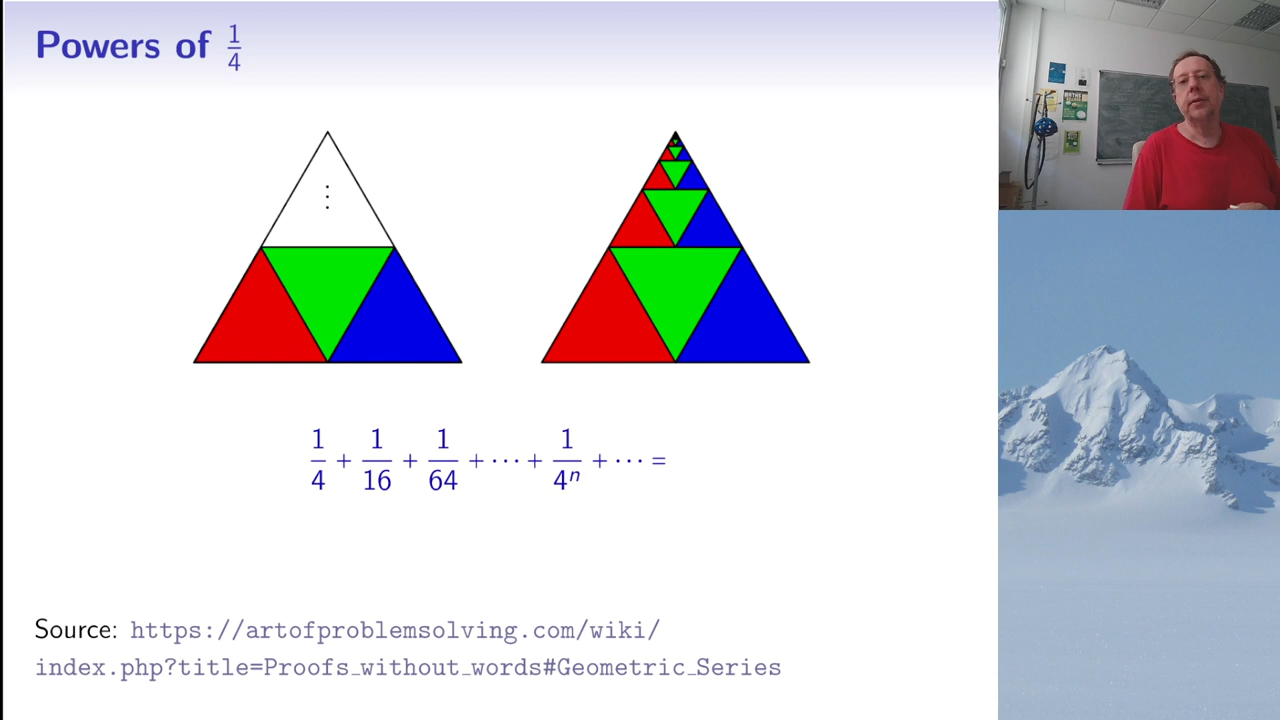 Powers of 1/4
⋮
1/4 + 1/16 + 1/64 + ⋯ + 1/4ⁿ + ⋯ =
Source: https://artofproblemsolving.com/wiki/
index.php?title=Proofs_without_words#Geometric_Series